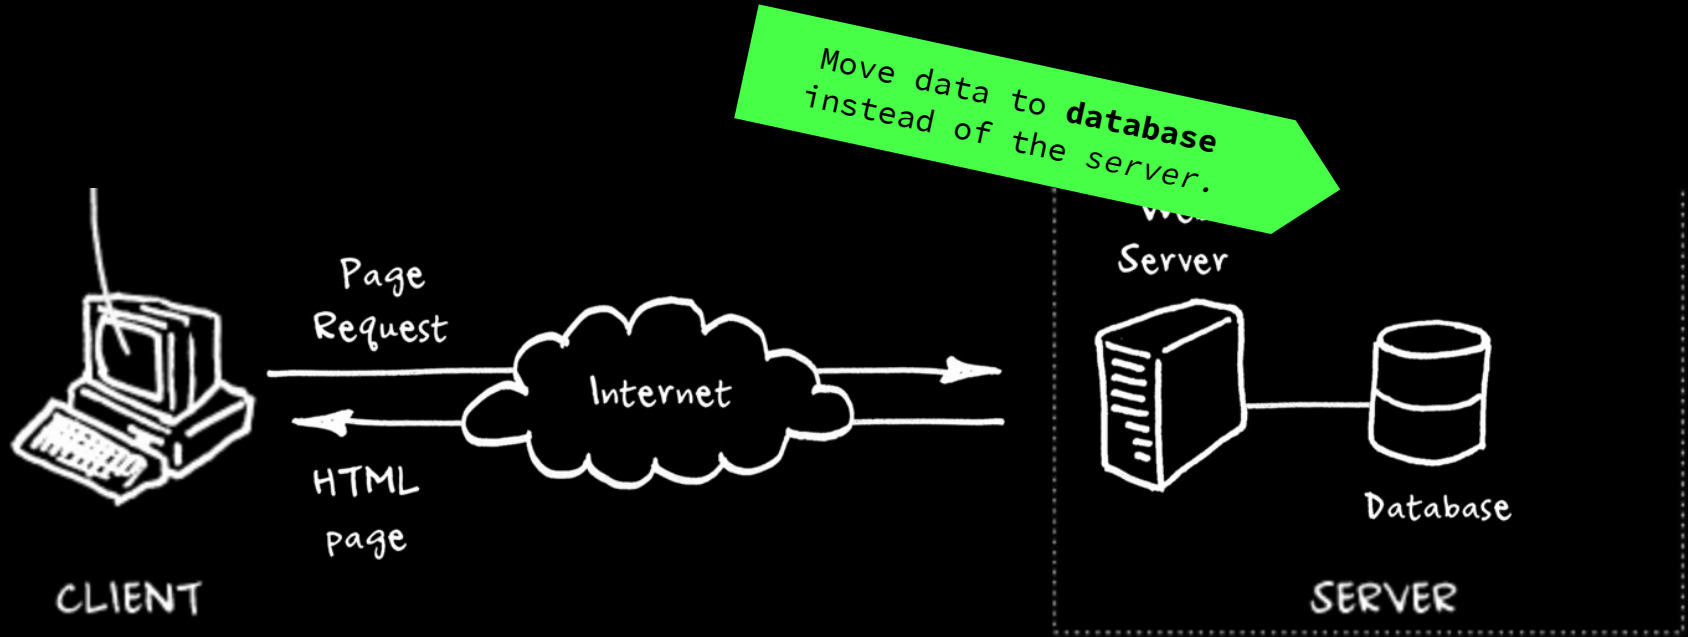 Move data to database
instead of the server.
Server
Page
Request
Internet
HTML
page
Database
CLIENT
SERVER